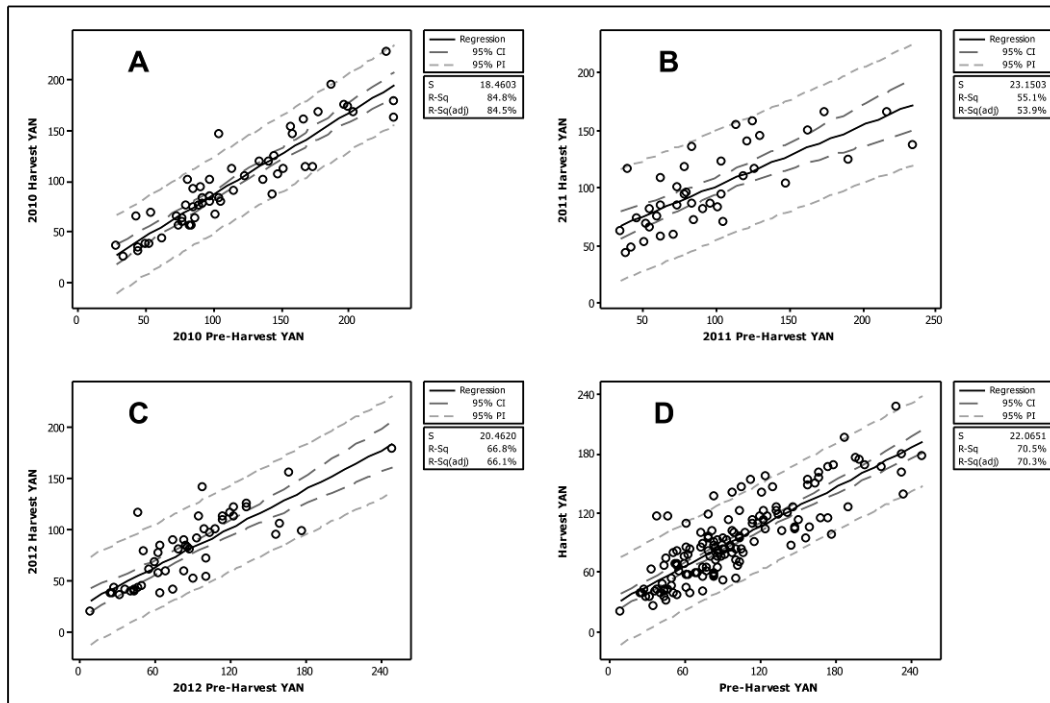 A
200
150
100
50
0
2010 Harvest YAN
0 50 100 150 200
2010 Pre-Harvest YAN
Regression
95% CI
95% PI
S 18.4603
R-Sq 84.8%
R-Sq(adj) 84.5%
B
200
150
100
50
0
2011 Harvest YAN
50 100 150 200 250
2011 Pre-Harvest YAN
Regression
95% CI
95% PI
S 23.1503
R-Sq 55.1%
R-Sq(adj) 53.9%
C
200
150
100
50
0
2012 Harvest YAN
0 60 120 180 240
2012 Pre-Harvest YAN
Regression
95% CI
95% PI
S 20.4620
R-Sq 66.8%
R-Sq(adj) 66.1%
D
240
180
120
60
0
Harvest YAN
0 60 120 180 240
Pre-Harvest YAN
Regression
95% CI
95% PI
S 22.0651
R-Sq 70.5%
R-Sq(adj) 70.3%